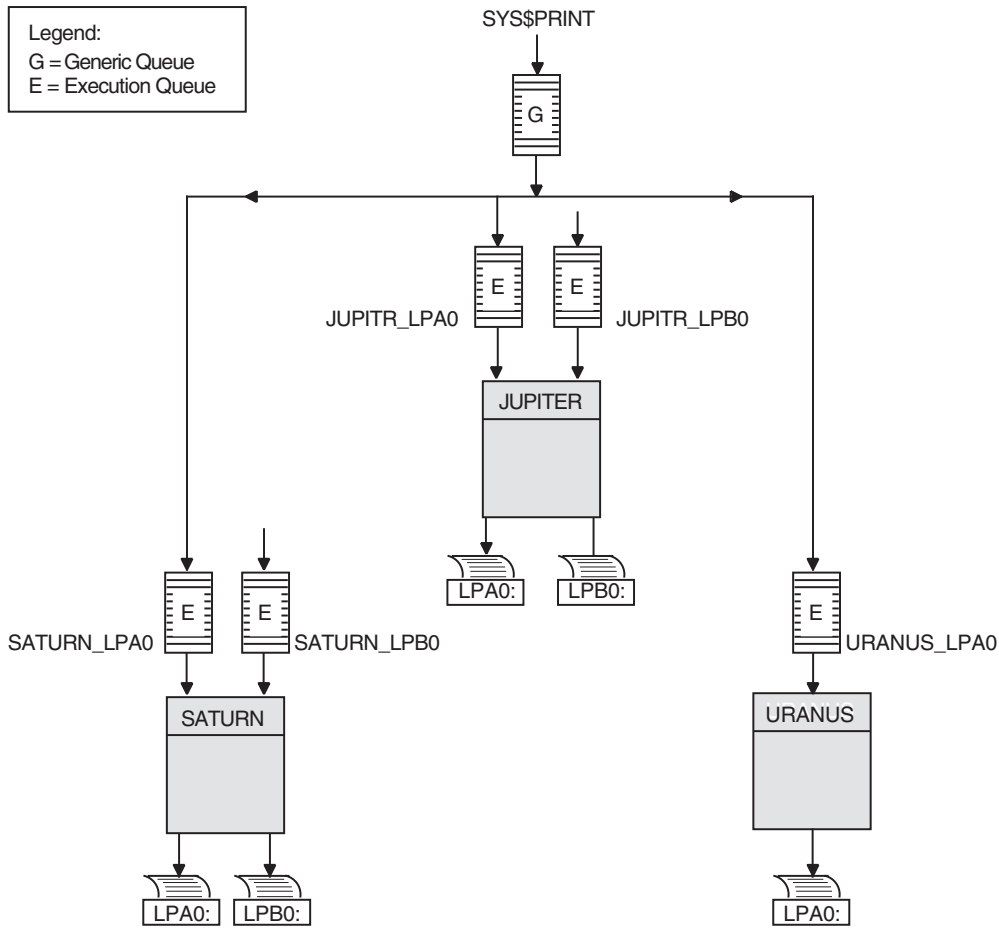 Legend:
G = Generic Queue
E = Execution Queue
SYS$PRINT
G
E
E
JUPITR_LPA0
JUPITR_LPB0
JUPITER
LPA0:
LPB0:
E
E
SATURN_LPA0
SATURN_LPB0
SATURN
LPA0:
LPB0:
E
URANUS_LPA0
URANUS
LPA0: